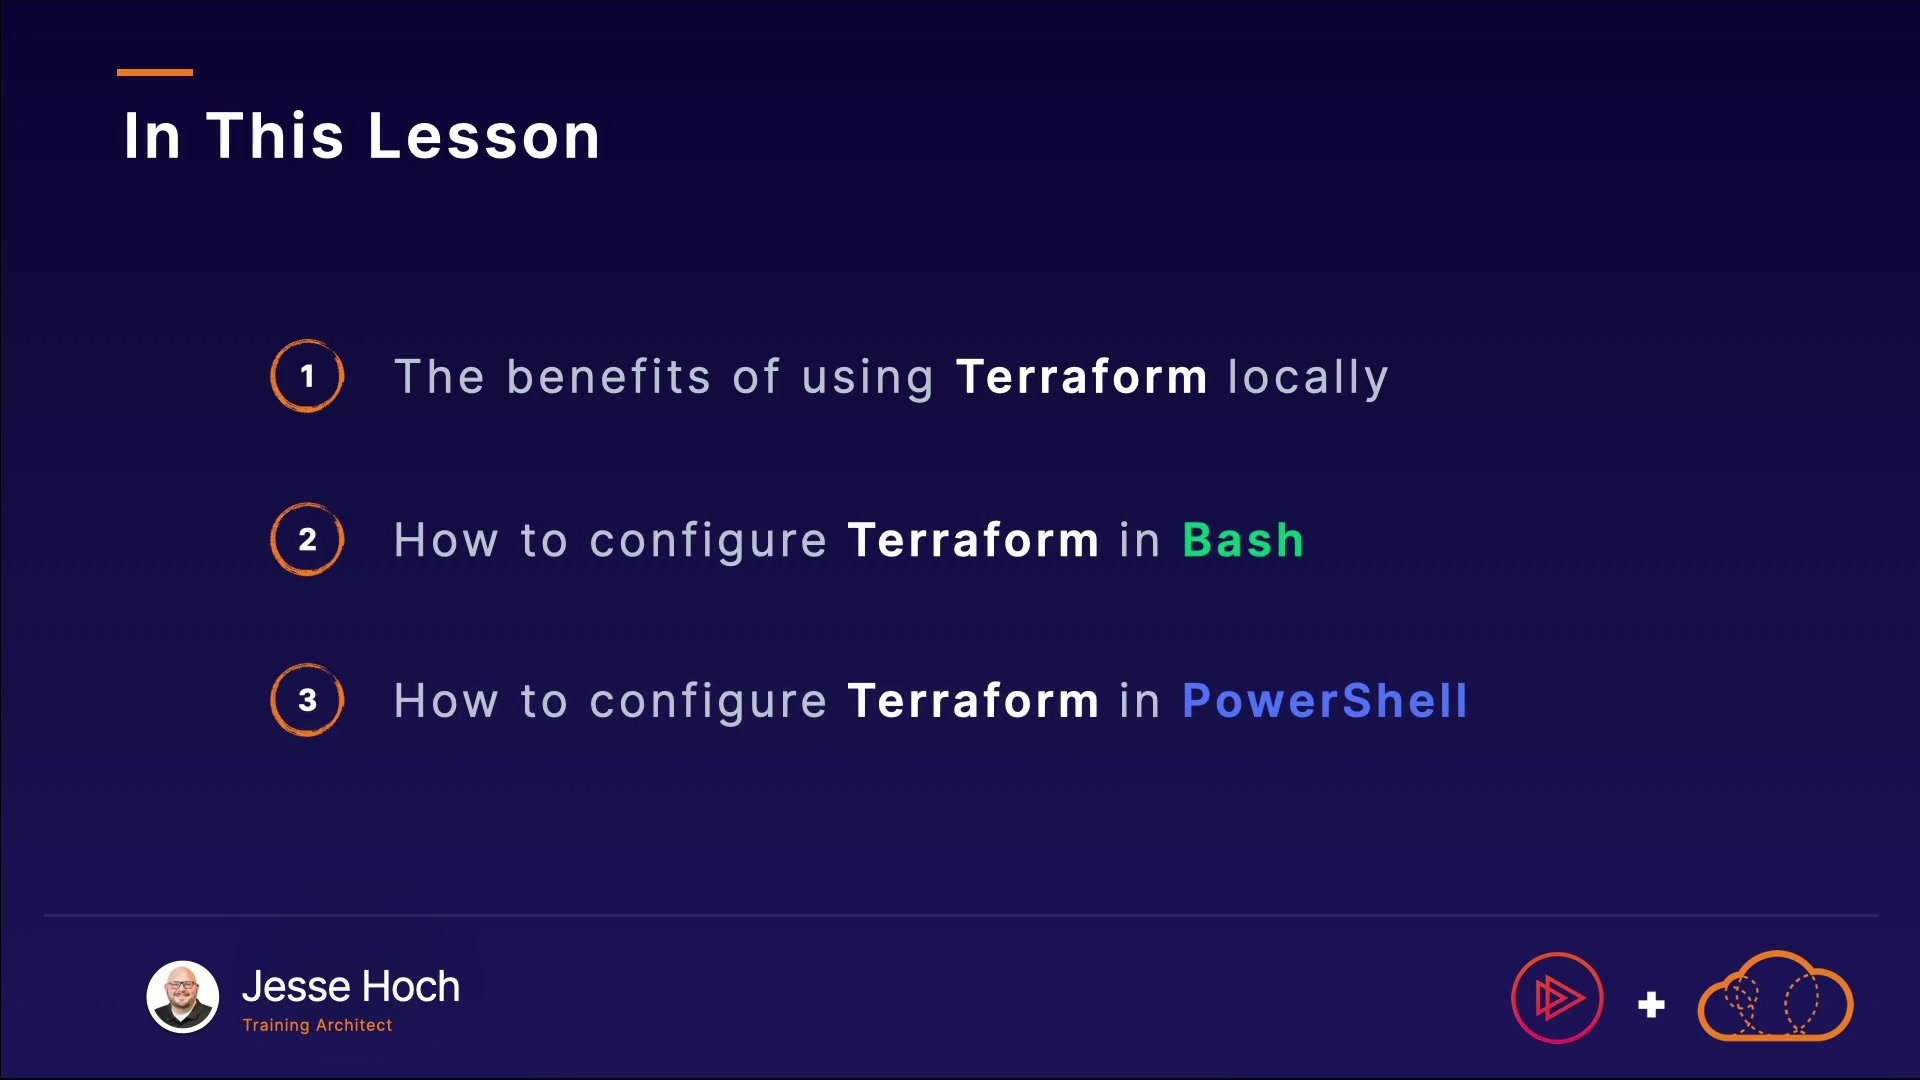 In This Lesson
1 The benefits of using Terraform locally
2 How to configure Terraform in Bash
3 How to configure Terraform in PowerShell
Jesse Hoch
Training Architect